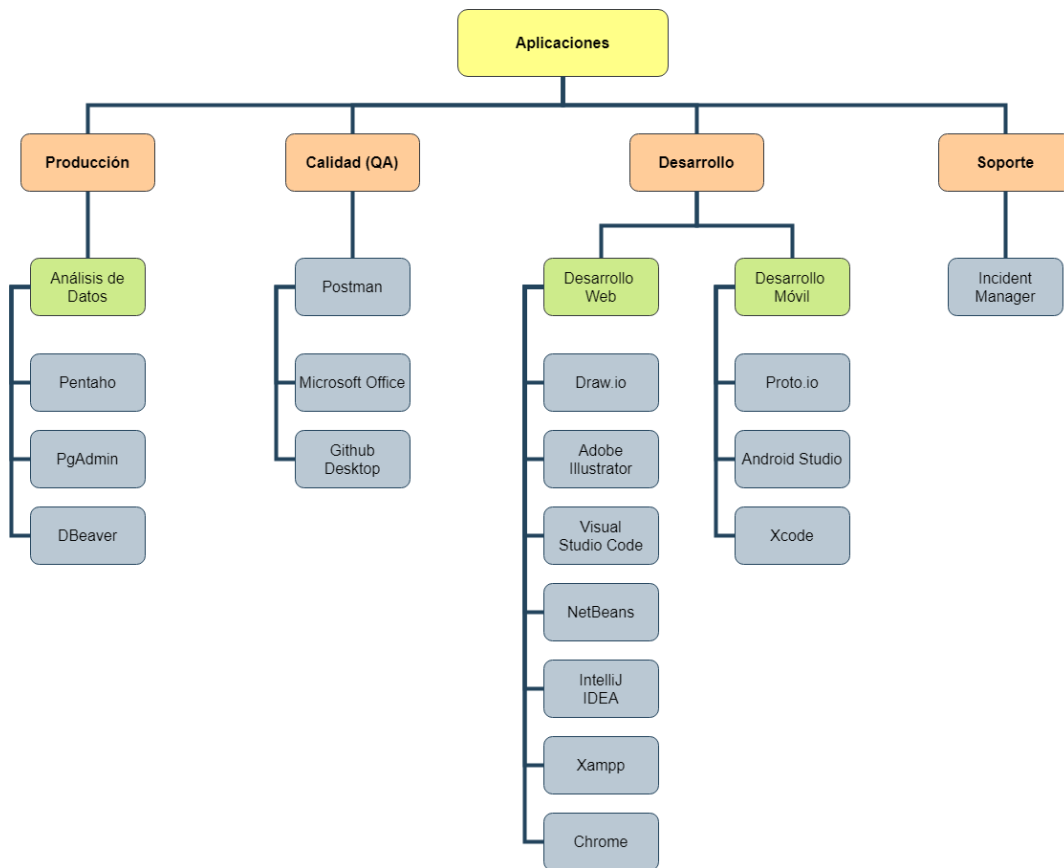 Aplicaciones
Producción
Calidad (QA)
Desarrollo
Soporte
Análisis de
Datos
Pentaho
PgAdmin
DBeaver
Postman
Microsoft Office
Github
Desktop
Desarrollo
Web
Draw.io
Adobe
Illustrator
Visual
Studio Code
NetBeans
IntelliJ
IDEA
Xampp
Chrome
Desarrollo
Móvil
Proto.io
Android Studio
Xcode
Incident
Manager